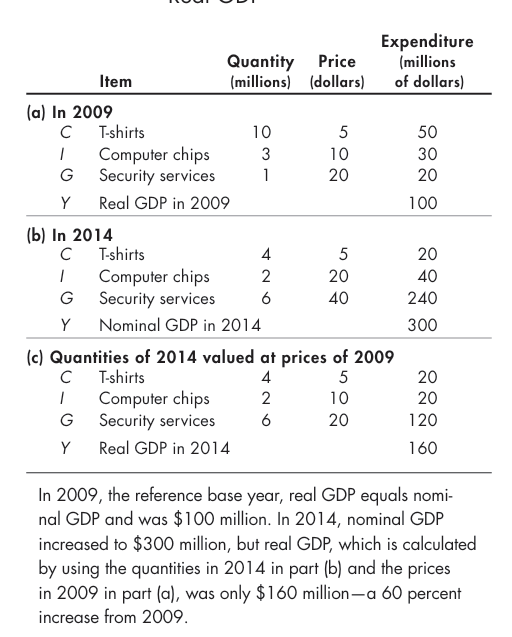 Real GDP
Expenditure
Quantity Price (millions
Item (millions) (dollars) of dollars)
(a) In 2009
C T-shirts 10 5 50
I Computer chips 3 10 30
G Security services 1 20 20
Y Real GDP in 2009 100
(b) In 2014
C T-shirts 4 5 20
I Computer chips 2 20 40
G Security services 6 40 240
Y Nominal GDP in 2014 300
(c) Quantities of 2014 valued at prices of 2009
C T-shirts 4 5 20
I Computer chips 2 10 20
G Security services 6 20 120
Y Real GDP in 2014 160
In 2009, the reference base year, real GDP equals nomi-
nal GDP and was $100 million. In 2014, nominal GDP
increased to $300 million, but real GDP, which is calculated
by using the quantities in 2014 in part (b) and the prices
in 2009 in part (a), was only $160 million—a 60 percent
increase from 2009.